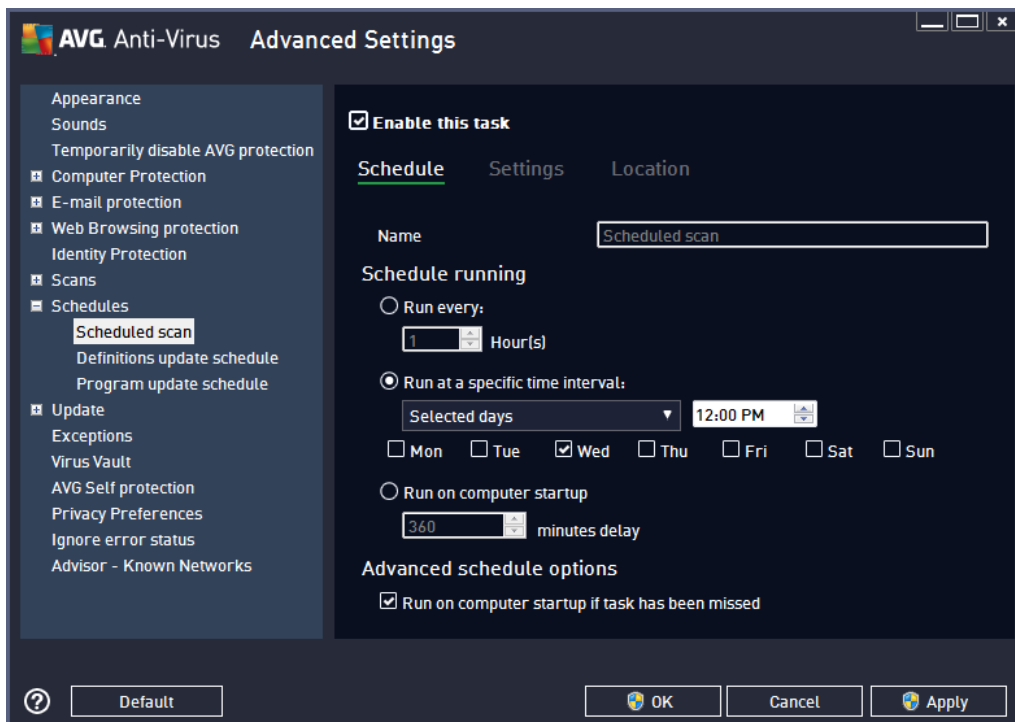 AVG Anti-Virus Advanced Settings
Appearance
Sounds
Temporarily disable AVG protection
Computer Protection
E-mail protection
Web Browsing protection
Identity Protection
Scans
Schedules
Scheduled scan
Definitions update schedule
Program update schedule
Update
Exceptions
Virus Vault
AVG Self protection
Privacy Preferences
Ignore error status
Advisor - Known Networks
Enable this task
Schedule Settings Location
Name Scheduled scan
Schedule running
Run every:
1 Hour(s)
Run at a specific time interval:
Selected days 12:00 PM
Mon Tue Wed Thu Fri Sat Sun
Run on computer startup
360 minutes delay
Advanced schedule options
Run on computer startup if task has been missed
? Default OK Cancel Apply